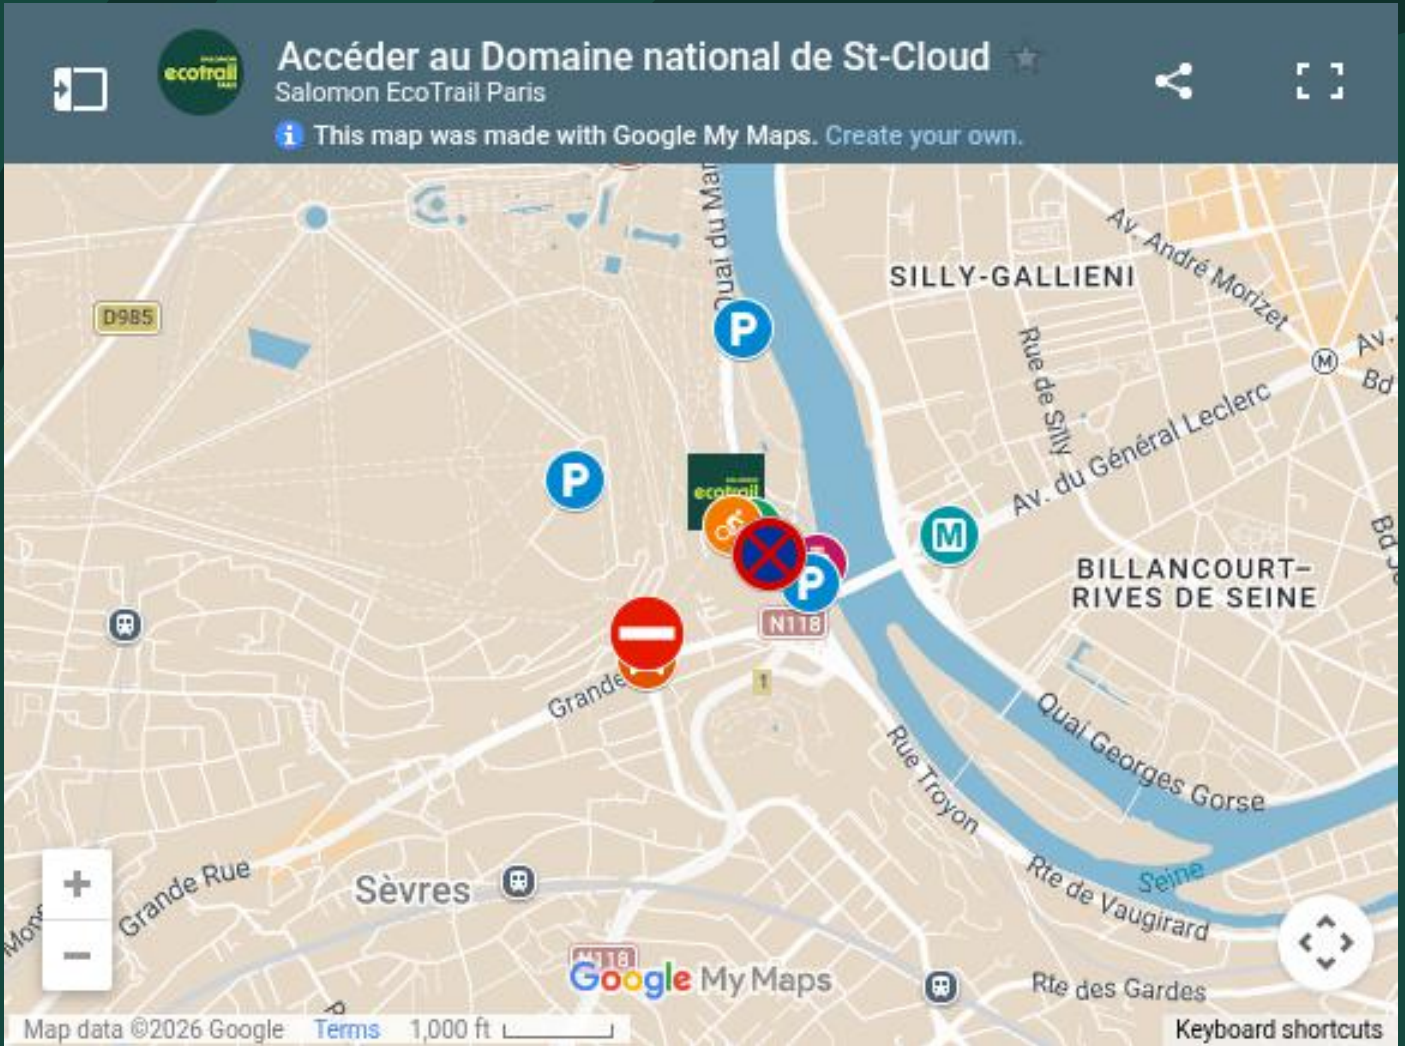 Accéder au Domaine national de St-Cloud
ecotrail
Salomon EcoTrail Paris
This map was made with Google My Maps. Create your own.
Quai du Mar
Av. André Morizet
SILLY-GALLIENI
D985
P
Rue de Silly
M
Av.
Bd
Av. du Général Leclerc
P
ecotrail
M
Bd
BILLANCOURT–
RIVES DE SEINE
P
N118
1
Grande
Quai Georges Gorse
Rue Troyon
Grande Rue
Sèvres
Seine
Rte de Vaugirard
N118
Google My Maps
Rte des Gardes
Map data ©2026 Google
Terms
1,000 ft
Keyboard shortcuts